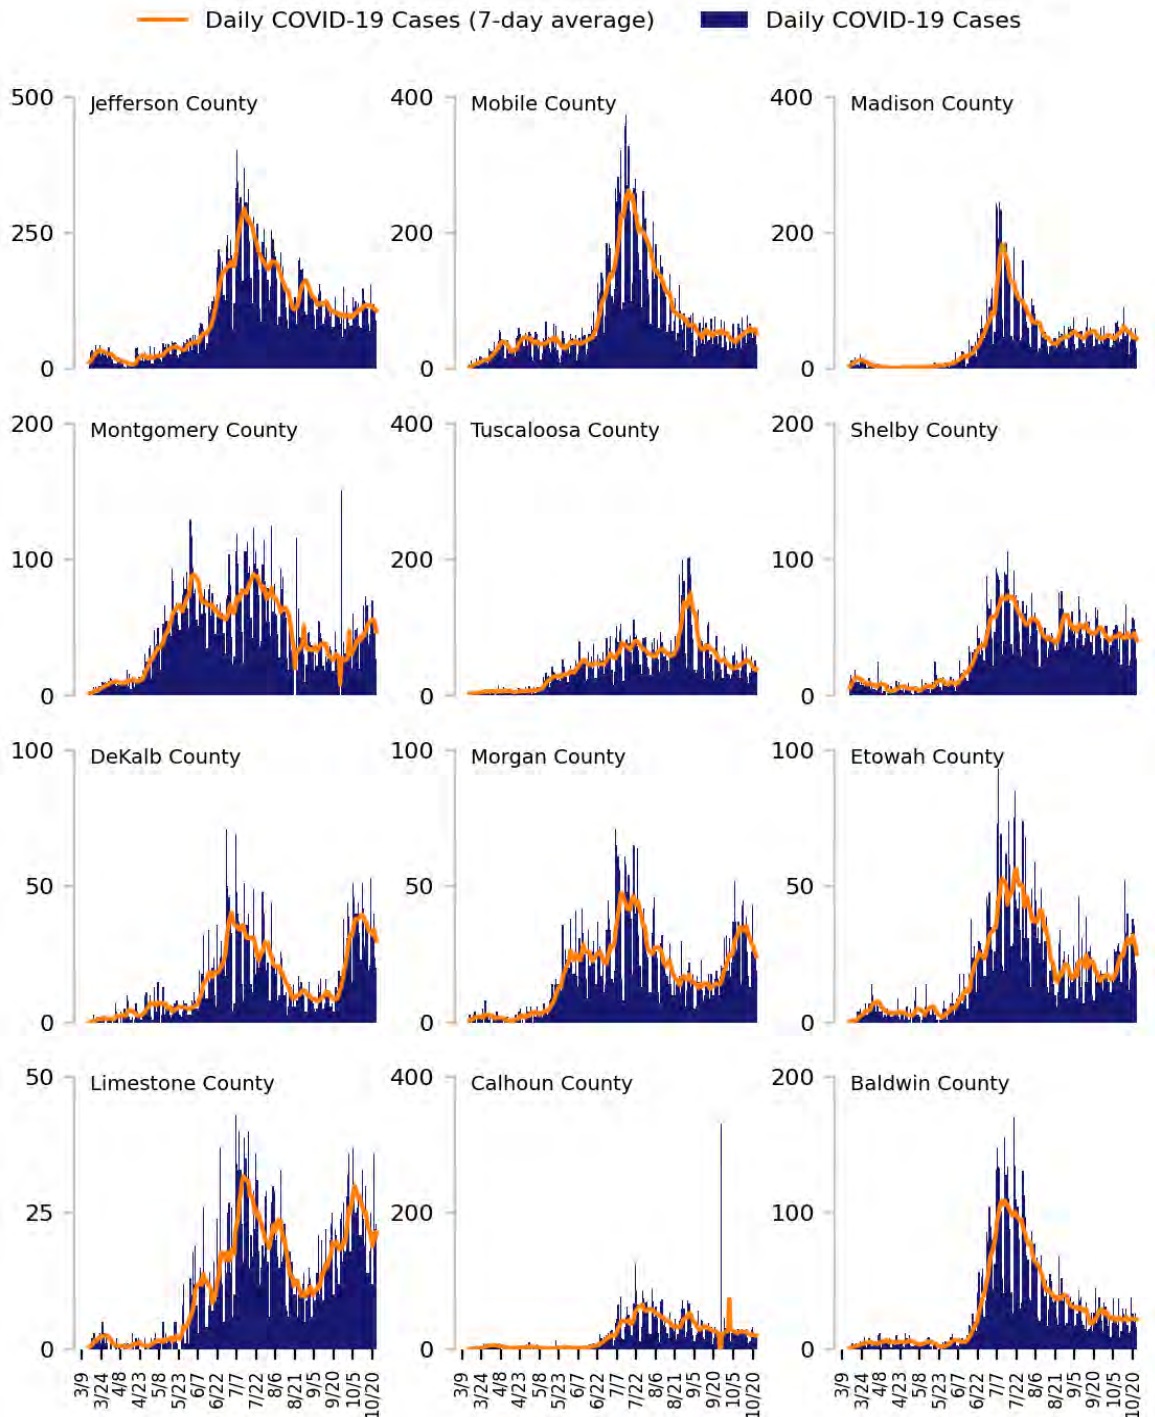 Daily COVID-19 Cases (7-day average) Daily COVID-19 Cases
500 Jefferson County 400 Mobile County 400 Madison County
250 200 200
0 0 0
200 Montgomery County 400 Tuscaloosa County 200 Shelby County
100 200 100
0 0 0
100 DeKalb County 100 Morgan County 100 Etowah County
50 50 50
0 0 0
50 Limestone County 400 Calhoun County 200 Baldwin County
25 200 100
0 0 0
3/9 3/24 4/8 4/23 5/8 5/23 6/7 6/22 7/7 7/22 8/6 8/21 9/5 9/20 10/5 10/20 3/9 3/24 4/8 4/23 5/8 5/23 6/7 6/22 7/7 7/22 8/6 8/21 9/5 9/20 10/5 10/20 3/9 3/24 4/8 4/23 5/8 5/23 6/7 6/22 7/7 7/22 8/6 8/21 9/5 9/20 10/5 10/20